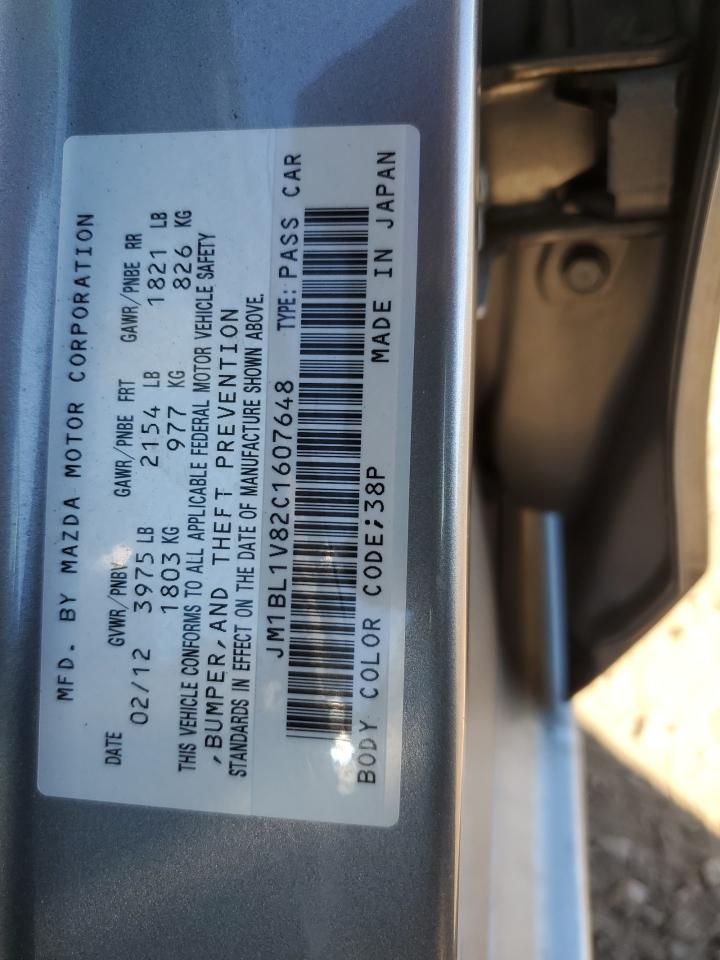 MFD. BY MAZDA MOTOR CORPORATION
DATE GVWR/PNBV GAWR/PNBE FRT GAWR/PNBE RR
02/12 3975 LB 2154 LB 1821 LB
1803 KG 977 KG 826 KG
THIS VEHICLE CONFORMS TO ALL APPLICABLE FEDERAL MOTOR VEHICLE SAFETY
,BUMPER, AND THEFT PREVENTION
STANDARDS IN EFFECT ON THE DATE OF MANUFACTURE SHOWN ABOVE.
JM1BL1V82C1607648 TYPE: PASS CAR
BODY COLOR CODE;38P MADE IN JAPAN